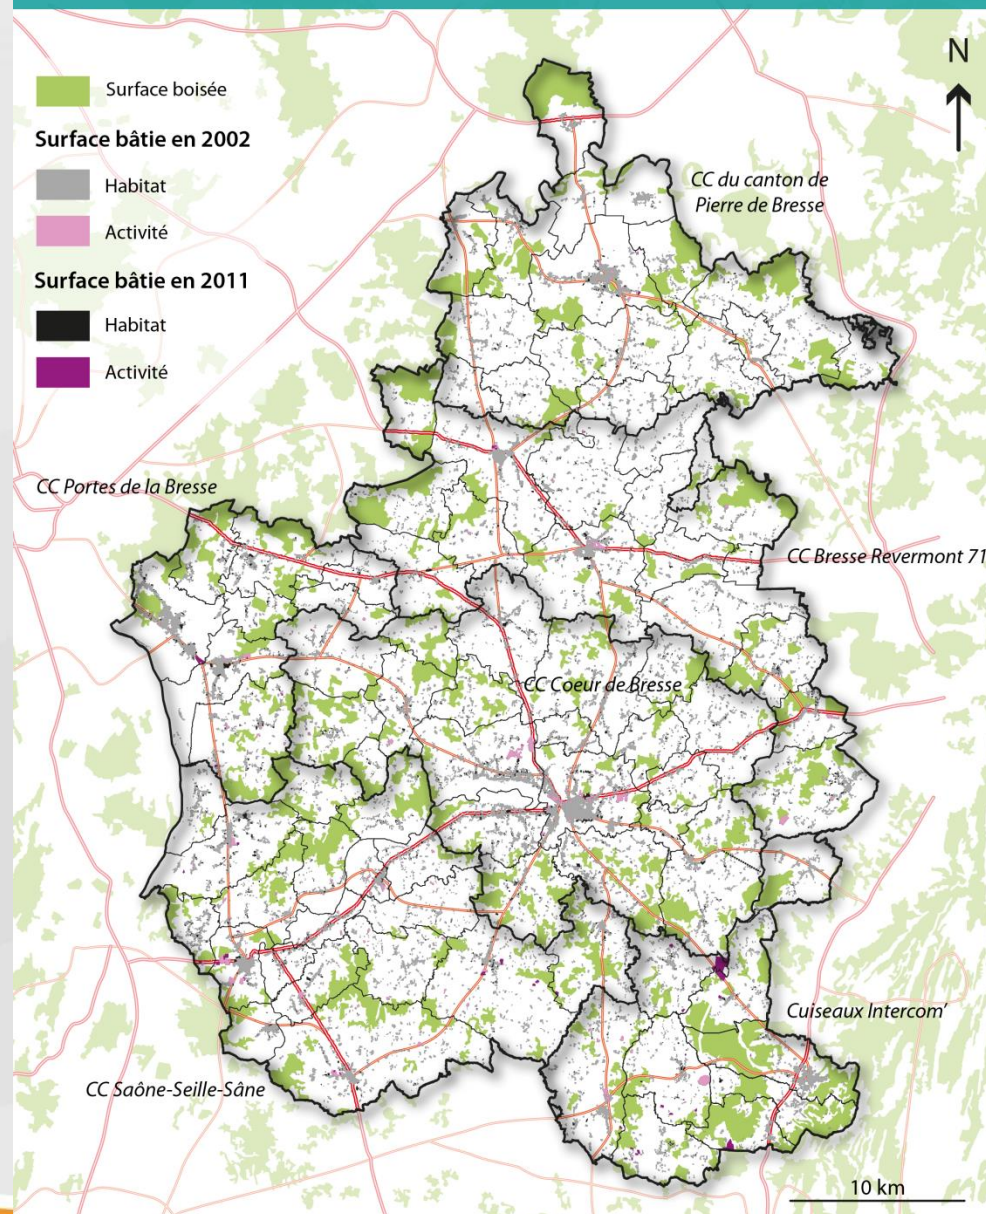 Surface boisée
Surface bâtie en 2002
Habitat
Activité
Surface bâtie en 2011
Habitat
Activité
N
CC du canton de
Pierre de Bresse
CC Portes de la Bresse
CC Bresse Revermont 71
CC Coeur de Bresse
Cuiseaux Intercom'
CC Saône-Seille-Sâne
10 km